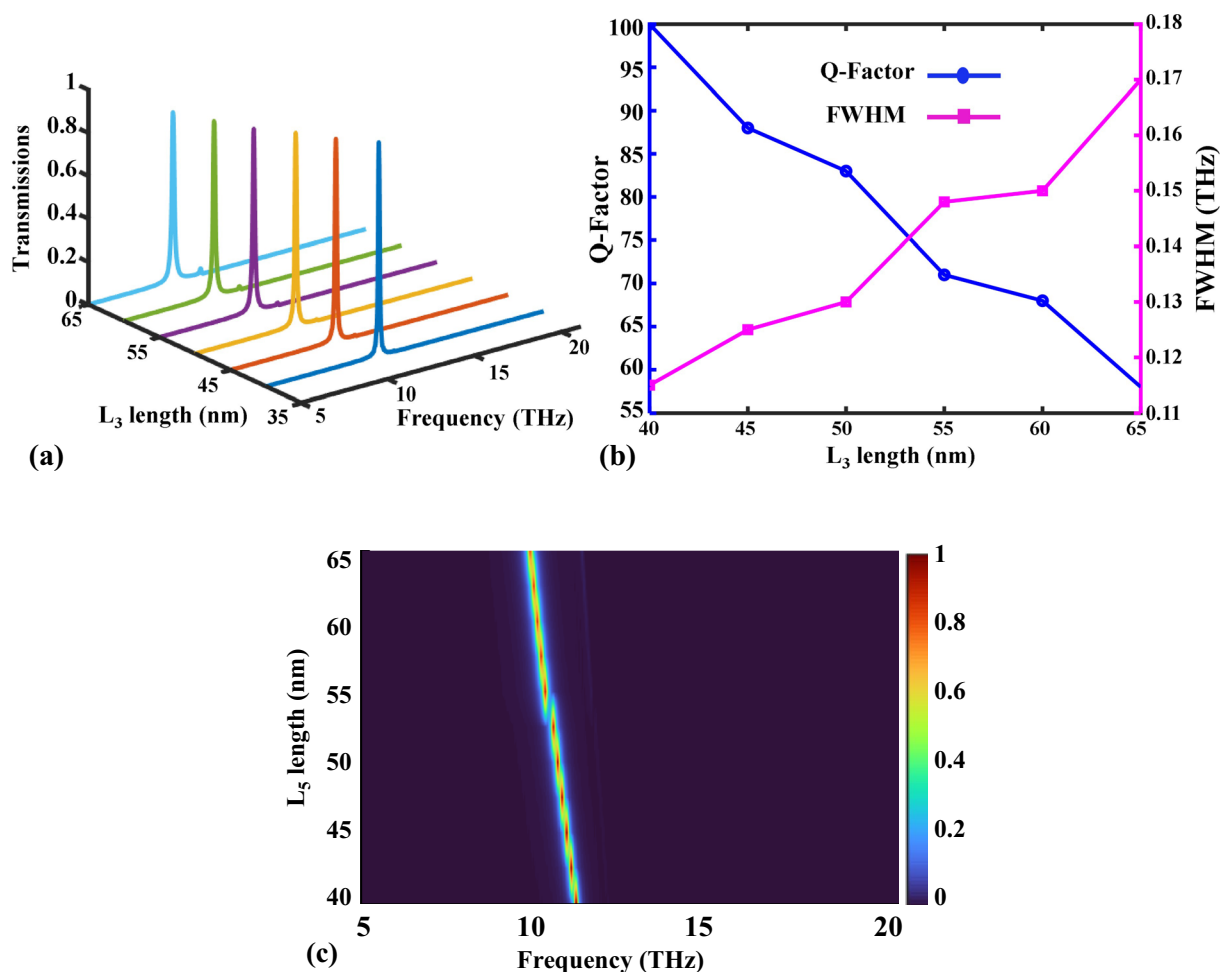 1
0.8
0.6
0.4
0.2
0
Transmissions
65
55
45
35
L₃ length (nm)
5
10
15
20
Frequency (THz)
(a)
100
95
90
85
80
75
70
65
60
55
Q-Factor
Q-Factor
FWHM
0.18
0.17
0.16
0.15
0.14
0.13
0.12
0.11
FWHM (THz)
40 45 50 55 60 65
L₃ length (nm)
(b)
65
60
55
50
45
40
L₅ length (nm)
1
0.8
0.6
0.4
0.2
0
5 10 15 20
Frequency (THz)
(c)